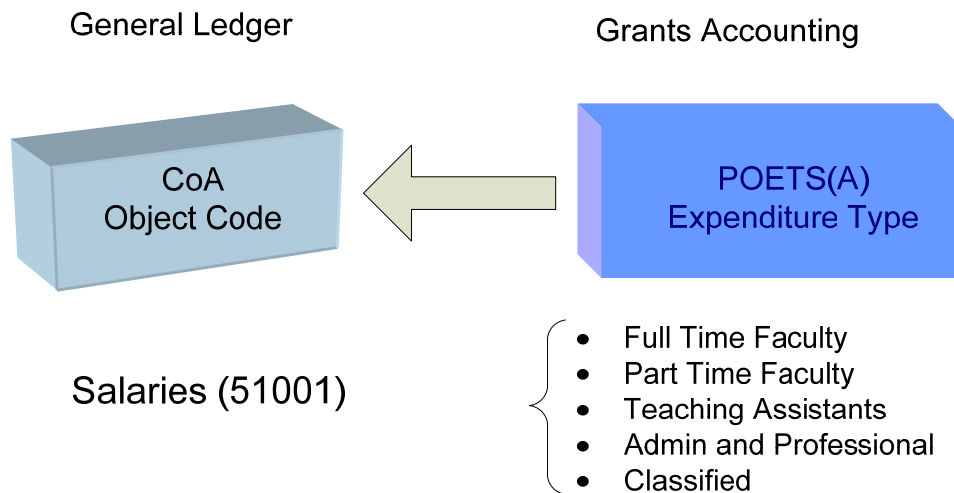 General Ledger
Grants Accounting
CoA
Object Code
POETS(A)
Expenditure Type
Salaries (51001)
• Full Time Faculty
• Part Time Faculty
• Teaching Assistants
• Admin and Professional
• Classified